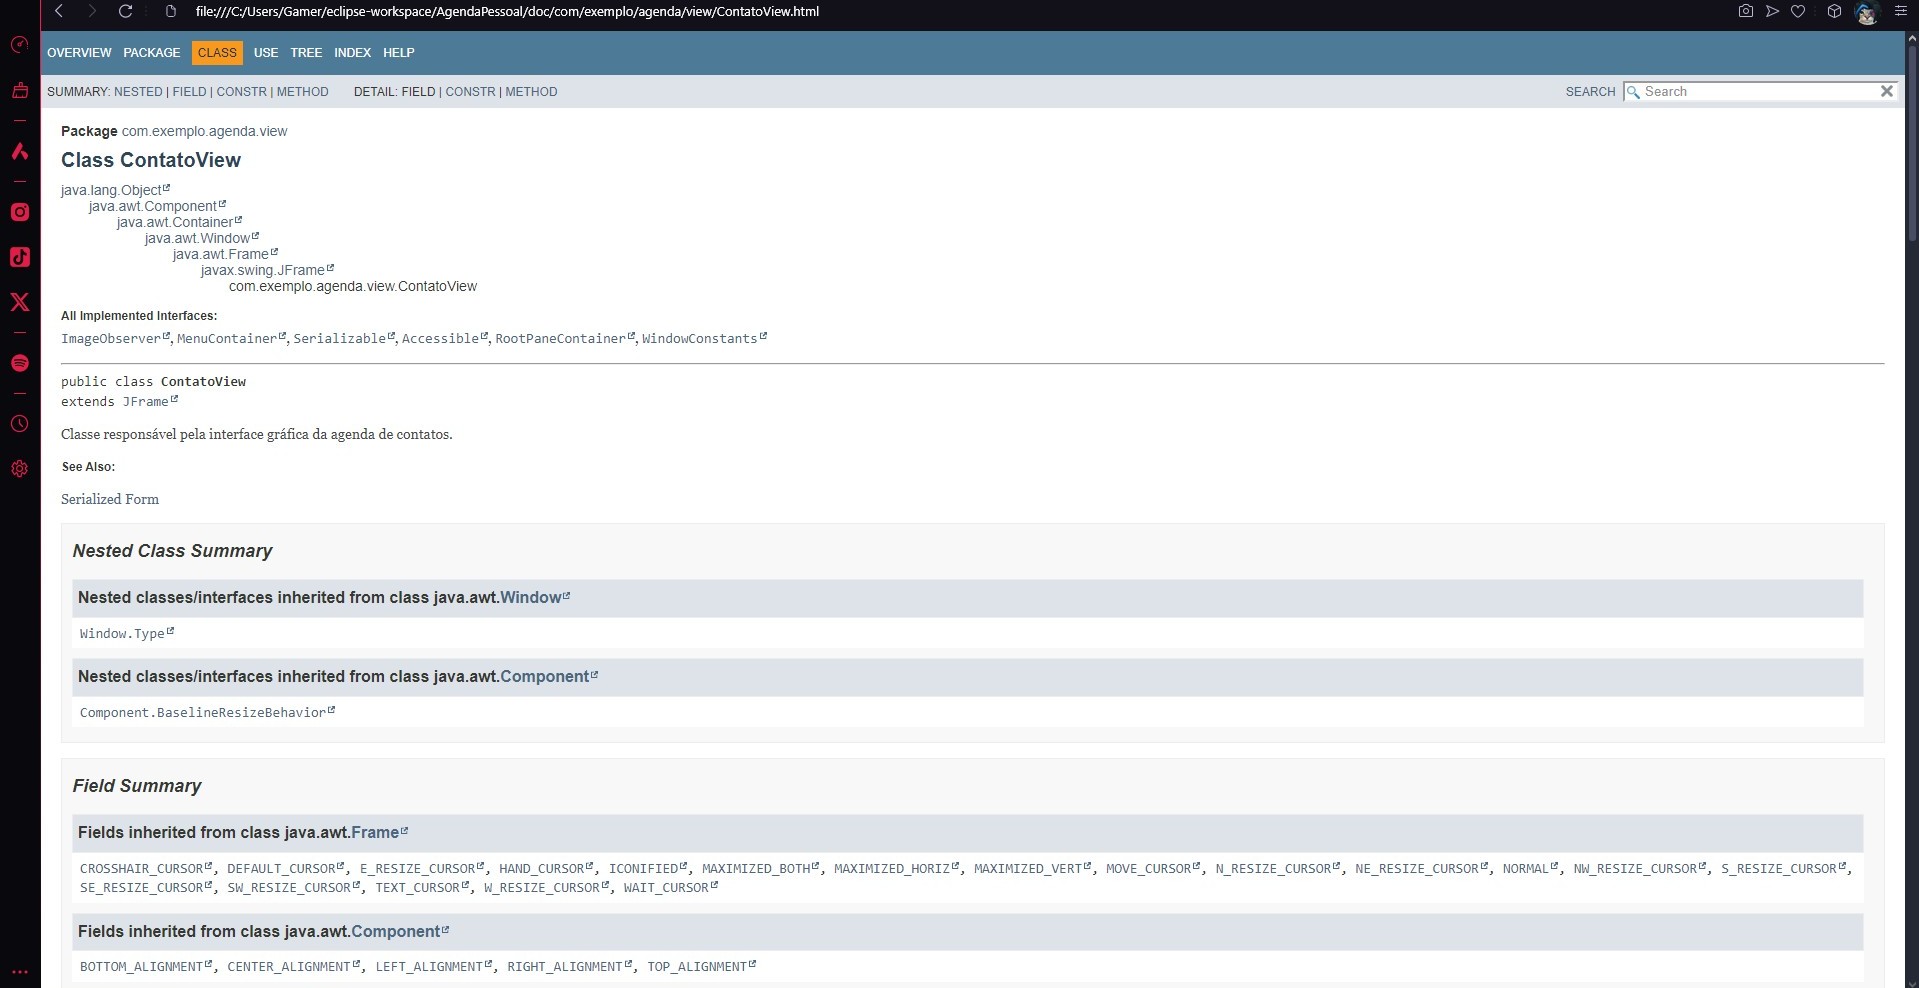 file:///C:/Users/Gamer/eclipse-workspace/AgendaPessoal/doc/com/exemplo/agenda/view/ContatoView.html
OVERVIEW PACKAGE CLASS USE TREE INDEX HELP
SUMMARY: NESTED | FIELD | CONSTR | METHOD DETAIL: FIELD | CONSTR | METHOD SEARCH Search
Package com.exemplo.agenda.view
Class ContatoView
java.lang.Object
java.awt.Component
java.awt.Container
java.awt.Window
java.awt.Frame
javax.swing.JFrame
com.exemplo.agenda.view.ContatoView
All Implemented Interfaces:
ImageObserver, MenuContainer, Serializable, Accessible, RootPaneContainer, WindowConstants
public class ContatoView
extends JFrame
Classe responsável pela interface gráfica da agenda de contatos.
See Also:
Serialized Form
Nested Class Summary
Nested classes/interfaces inherited from class java.awt.Window
Window.Type
Nested classes/interfaces inherited from class java.awt.Component
Component.BaselineResizeBehavior
Field Summary
Fields inherited from class java.awt.Frame
CROSSHAIR_CURSOR, DEFAULT_CURSOR, E_RESIZE_CURSOR, HAND_CURSOR, ICONIFIED, MAXIMIZED_BOTH, MAXIMIZED_HORIZ, MAXIMIZED_VERT, MOVE_CURSOR, N_RESIZE_CURSOR, NE_RESIZE_CURSOR, NORMAL, NW_RESIZE_CURSOR, S_RESIZE_CURSOR,
SE_RESIZE_CURSOR, SW_RESIZE_CURSOR, TEXT_CURSOR, W_RESIZE_CURSOR, WAIT_CURSOR
Fields inherited from class java.awt.Component
BOTTOM_ALIGNMENT, CENTER_ALIGNMENT, LEFT_ALIGNMENT, RIGHT_ALIGNMENT, TOP_ALIGNMENT